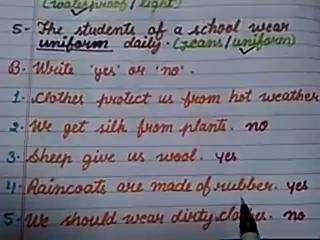 (waterproof / light)
5- The students of a school wear
uniform daily. (jeans/uniform)
B. Write 'yes' or 'no'.
1. Clothes protect us from hot weather
2. We get silk from plants. no
3. Sheep give us wool. yes
4. Raincoats are made of rubber. yes
5- We should wear dirty clothes. no